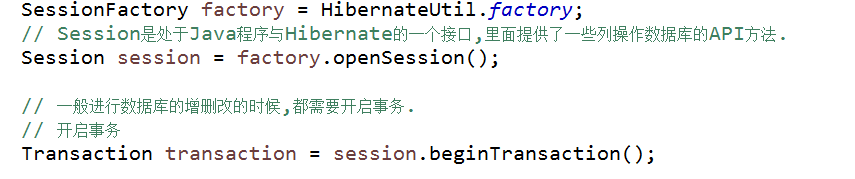 SessionFactory factory = HibernateUtil.factory;
// Session是处于Java程序与Hibernate的一个接口,里面提供了一些列操作数据库的API方法.
Session session = factory.openSession();
// 一般进行数据库的增删改的时候,都需要开启事务.
// 开启事务
Transaction transaction = session.beginTransaction();